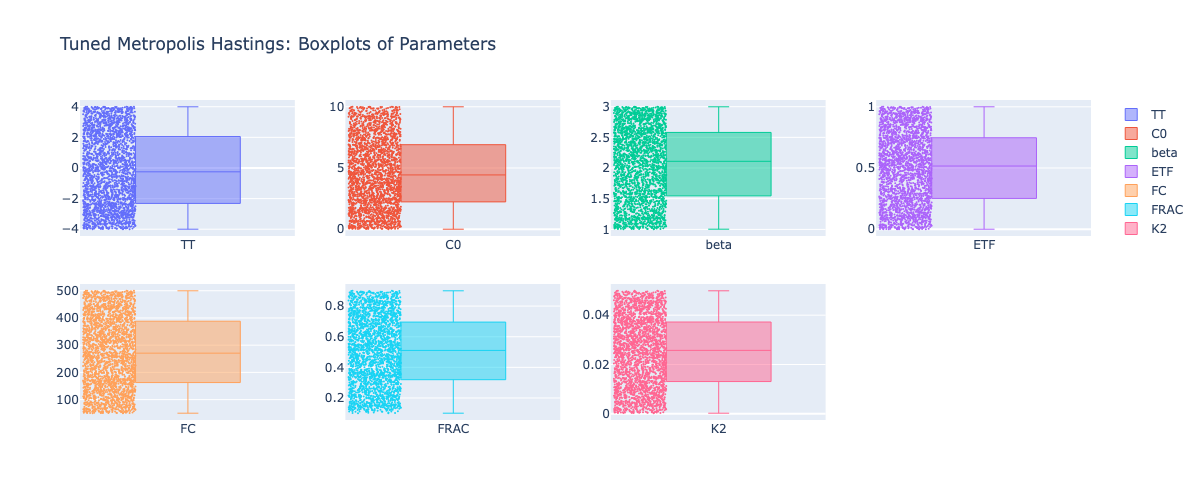 Tuned Metropolis Hastings: Boxplots of Parameters
4
2
0
−2
−4
TT
10
5
0
C0
3
2.5
2
1.5
1
beta
1
0.5
0
ETF
TT
C0
beta
ETF
FC
FRAC
K2
500
400
300
200
100
FC
0.8
0.6
0.4
0.2
FRAC
0.04
0.02
0
K2